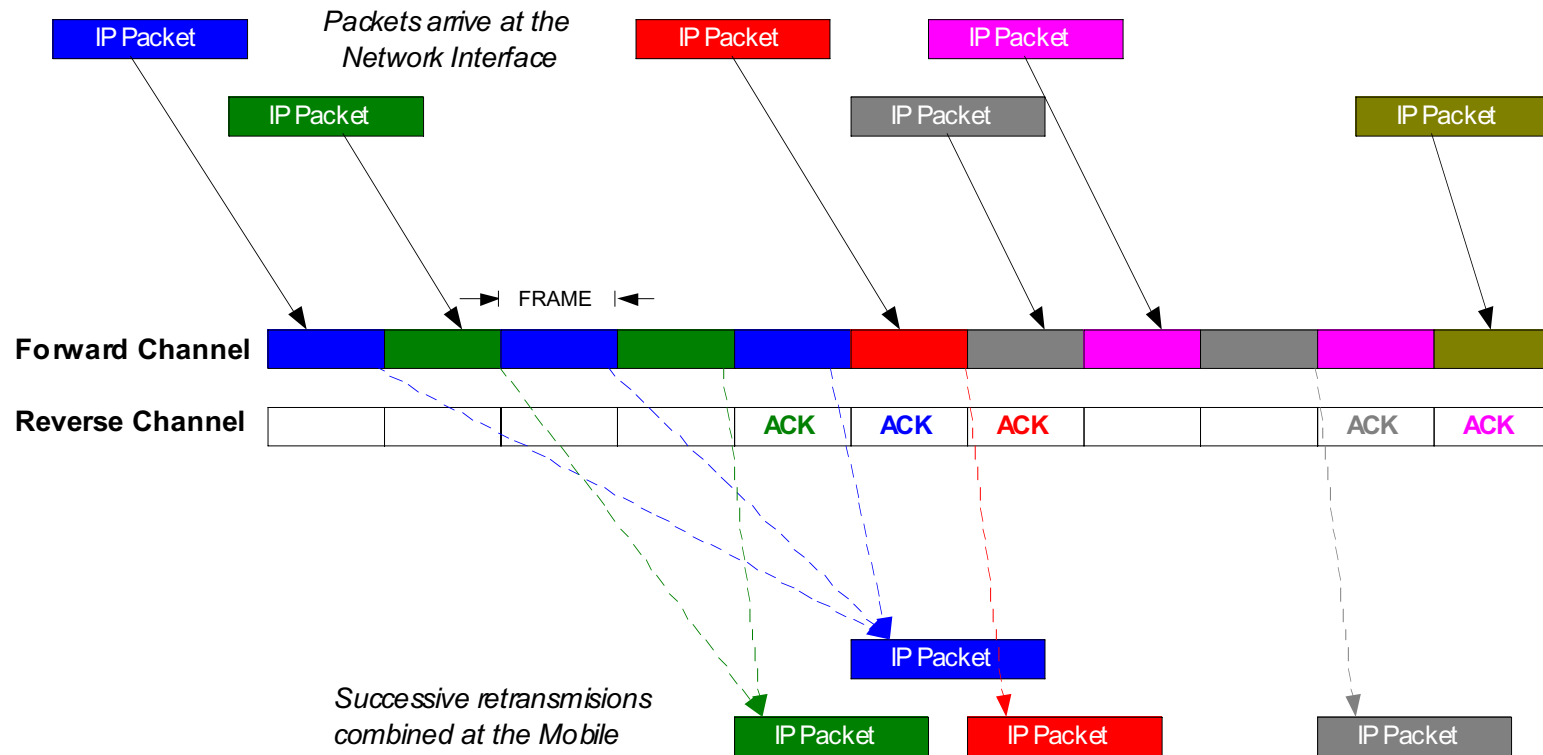 IP Packet
Packets arrive at the
Network Interface
IP Packet
IP Packet
IP Packet
IP Packet
IP Packet
FRAME
Forward Channel
Reverse Channel
ACK
ACK
ACK
ACK
ACK
IP Packet
Successive retransmisions
combined at the Mobile
IP Packet
IP Packet
IP Packet